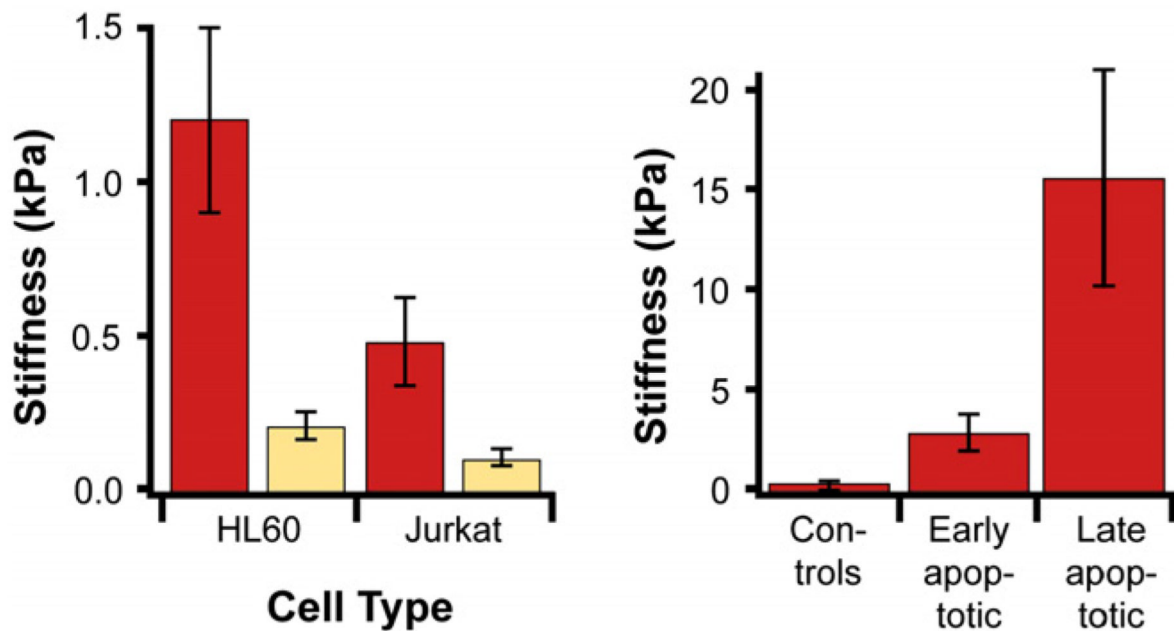 Stiffness (kPa)
1.5
1.0
0.5
0.0
HL60
Jurkat
Cell Type
Stiffness (kPa)
20
15
10
5
0
Con-
trols
Early
apop-
totic
Late
apop-
totic